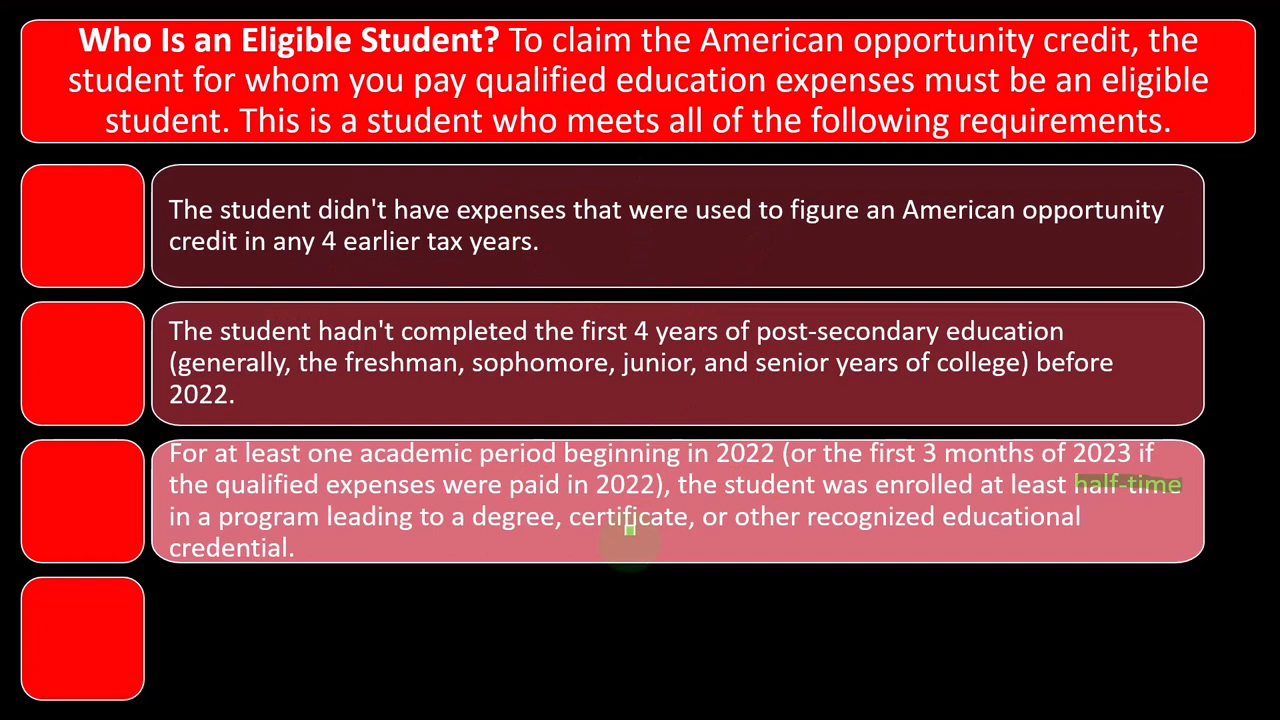 Who Is an Eligible Student? To claim the American opportunity credit, the
student for whom you pay qualified education expenses must be an eligible
student. This is a student who meets all of the following requirements.
The student didn't have expenses that were used to figure an American opportunity
credit in any 4 earlier tax years.
The student hadn't completed the first 4 years of post-secondary education
(generally, the freshman, sophomore, junior, and senior years of college) before
2022.
For at least one academic period beginning in 2022 (or the first 3 months of 2023 if
the qualified expenses were paid in 2022), the student was enrolled at least half-time
in a program leading to a degree, certificate, or other recognized educational
credential.